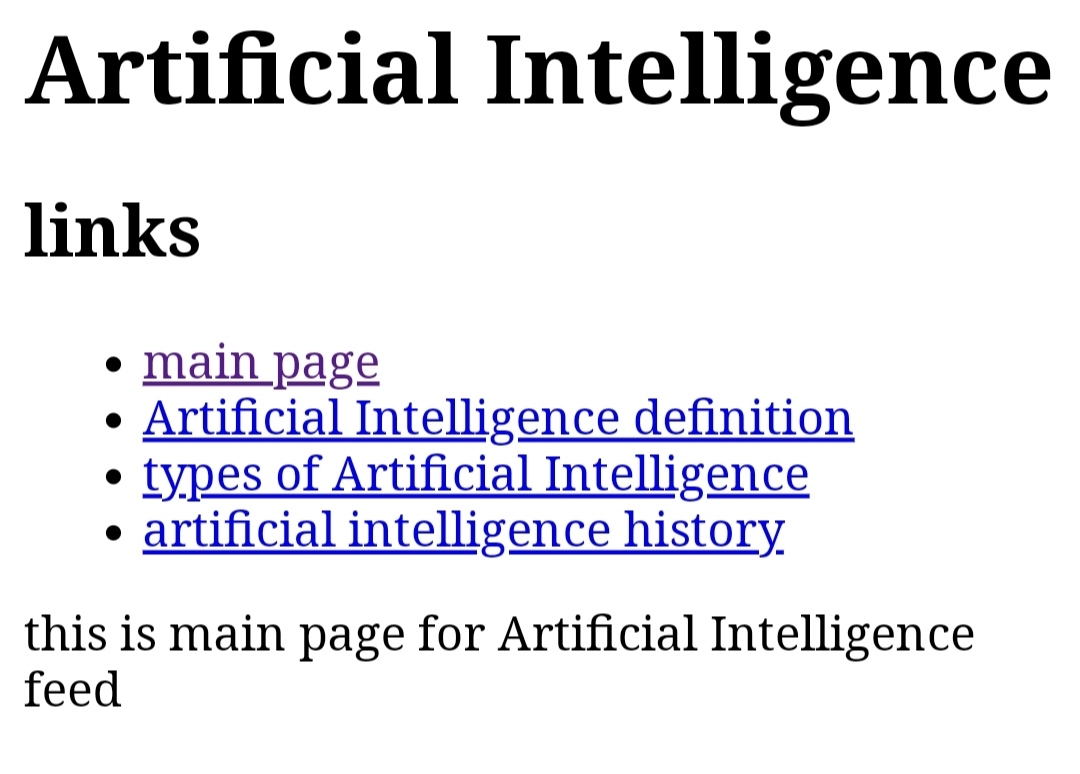 Artificial Intelligence
links
main page
Artificial Intelligence definition
types of Artificial Intelligence
artificial intelligence history
this is main page for Artificial Intelligence
feed